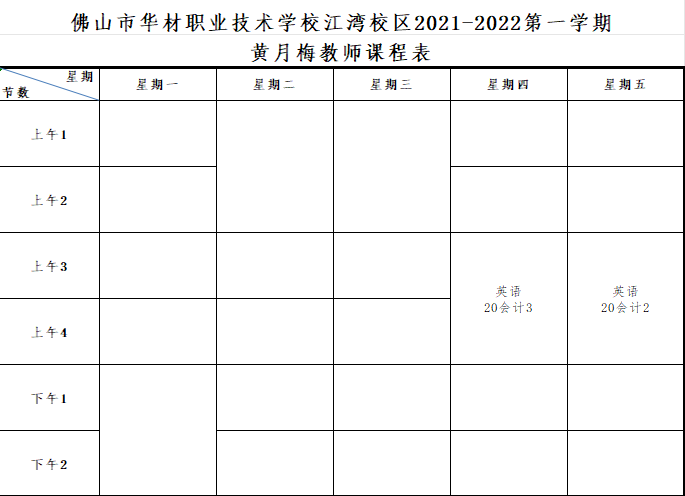 佛山市华材职业技术学校江湾校区2021-2022第一学期
黄月梅教师课程表
星期
节数
星期一
星期二
星期三
星期四
星期五
上午1
上午2
上午3
英语
20会计3
英语
20会计2
上午4
下午1
下午2